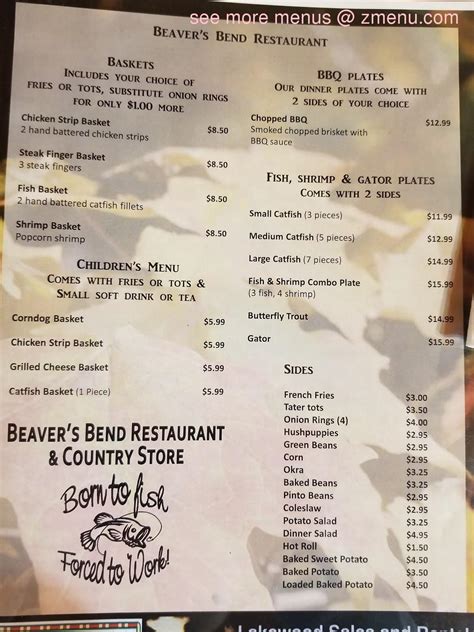 see more menus @ zmenu.com
BEAVER'S BEND RESTAURANT
BASKETS
INCLUDES YOUR CHOICE OF
FRIES OR TOTS, SUBSTITUTE ONION RINGS
FOR ONLY $1.00 MORE
Chicken Strip Basket
2 hand battered chicken strips $8.50
Steak Finger Basket
3 steak fingers $8.50
Fish Basket
2 hand battered catfish fillets $8.50
Shrimp Basket $8.50
Popcorn shrimp
CHILDREN'S MENU
COMES WITH FRIES OR TOTS &
SMALL SOFT DRINK OR TEA
Corndog Basket $5.99
Chicken Strip Basket $5.99
Grilled Cheese Basket $5.99
Catfish Basket (1 Piece) $5.99
BEAVER'S BEND RESTAURANT
& COUNTRY STORE
Born to fish
Forced to Work!
BBQ PLATES
OUR DINNER PLATES COME WITH
2 SIDES OF YOUR CHOICE
Chopped BBQ $12.99
Smoked chopped brisket with
BBQ sauce
FISH, SHRIMP & GATOR PLATES
COMES WITH 2 SIDES
Small Catfish (3 pieces) $11.99
Medium Catfish (5 pieces) $12.99
Large Catfish (7 pieces) $14.99
Fish & Shrimp Combo Plate $15.99
(3 fish, 4 shrimp)
Butterfly Trout $14.99
Gator $15.99
SIDES
French Fries $3.00
Tater tots $3.50
Onion Rings (4) $4.00
Hushpuppies $2.95
Green Beans $2.95
Corn $2.95
Okra $3.25
Baked Beans $3.25
Pinto Beans $2.95
Coleslaw $2.95
Potato Salad $3.25
Dinner Salad $4.95
Hot Roll $1.50
Baked Sweet Potato $4.50
Baked Potato $3.50
Loaded Baked Potato $4.50
Lakewood Sales and Rental